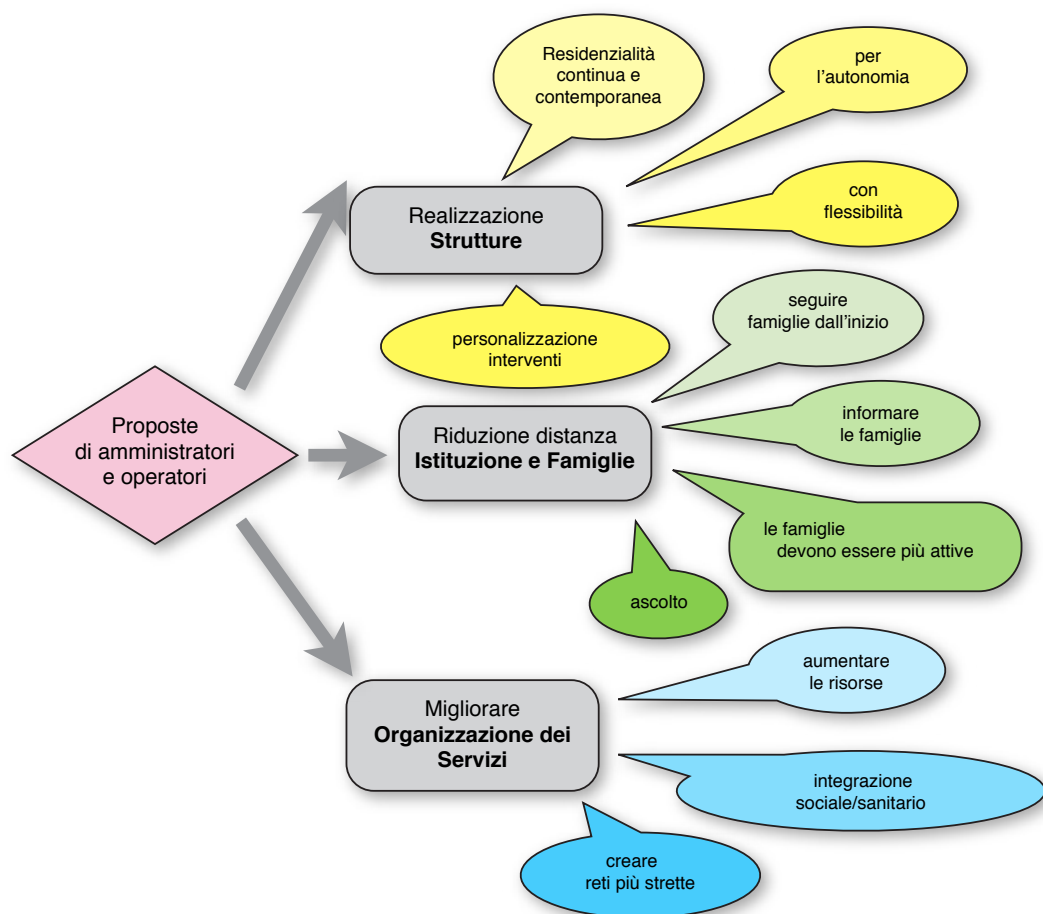 Residenzialità
continua e
contemporanea
per
l'autonomia
Realizzazione
Strutture
con
flessibilità
personalizzazione
interventi
seguire
famiglie dall'inizio
Proposte
di amministratori
e operatori
Riduzione distanza
Istituzione e Famiglie
informare
le famiglie
le famiglie
devono essere più attive
ascolto
Migliorare
Organizzazione dei
Servizi
aumentare
le risorse
integrazione
sociale/sanitario
creare
reti più strette